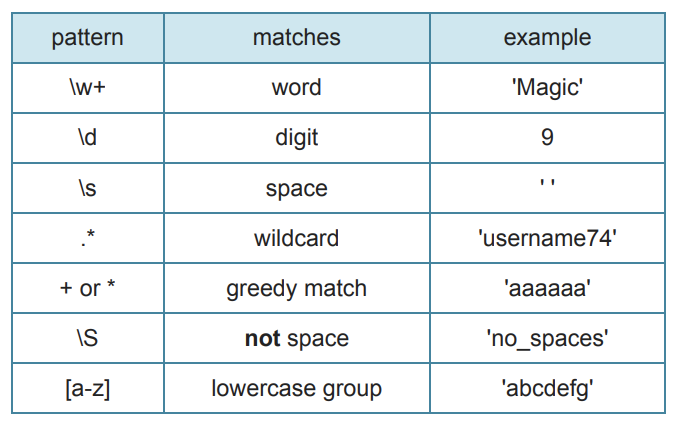 pattern matches example
\w+ word 'Magic'
\d digit 9
\s space ' '
.* wildcard 'username74'
+ or * greedy match 'aaaaaa'
\S not space 'no_spaces'
[a-z] lowercase group 'abcdefg'